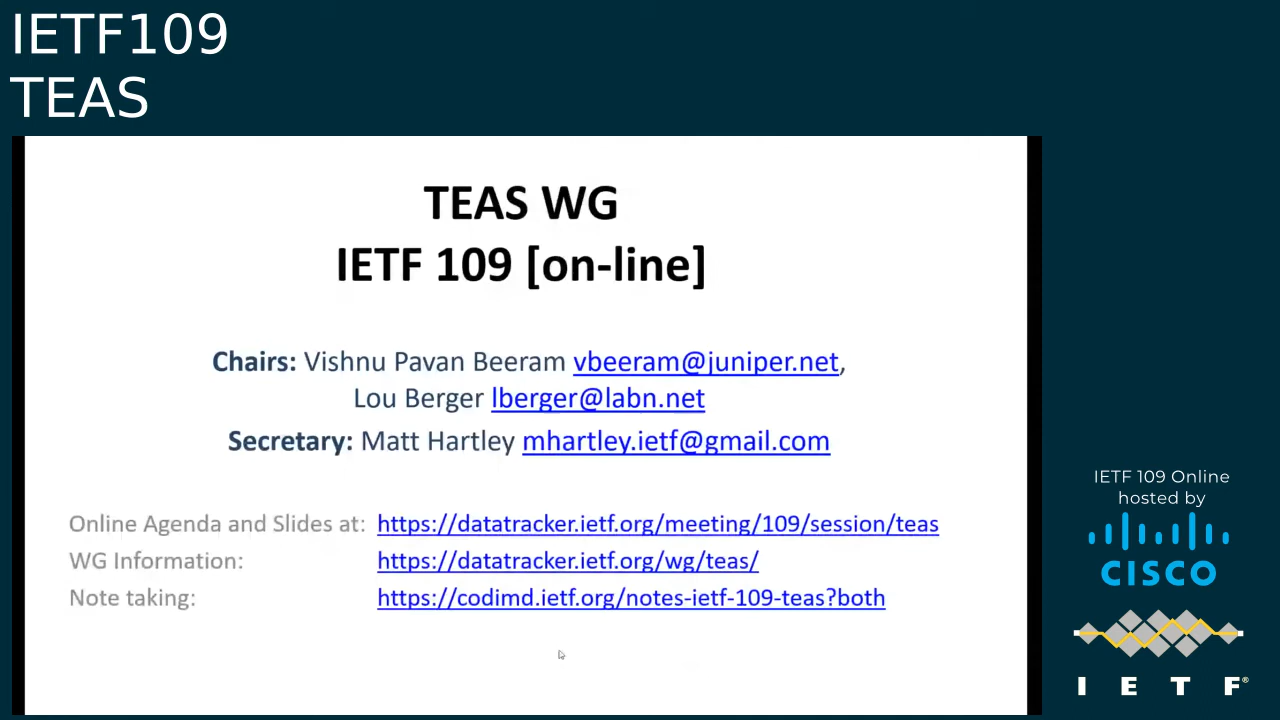 IETF109
TEAS
TEAS WG
IETF 109 [on-line]
Chairs: Vishnu Pavan Beeram vbeeram@juniper.net,
Lou Berger lberger@labn.net
Secretary: Matt Hartley mhartley.ietf@gmail.com
Online Agenda and Slides at: https://datatracker.ietf.org/meeting/109/session/teas
WG Information: https://datatracker.ietf.org/wg/teas/
Note taking: https://codimd.ietf.org/notes-ietf-109-teas?both
IETF 109 Online
hosted by
CISCO
I E T F®